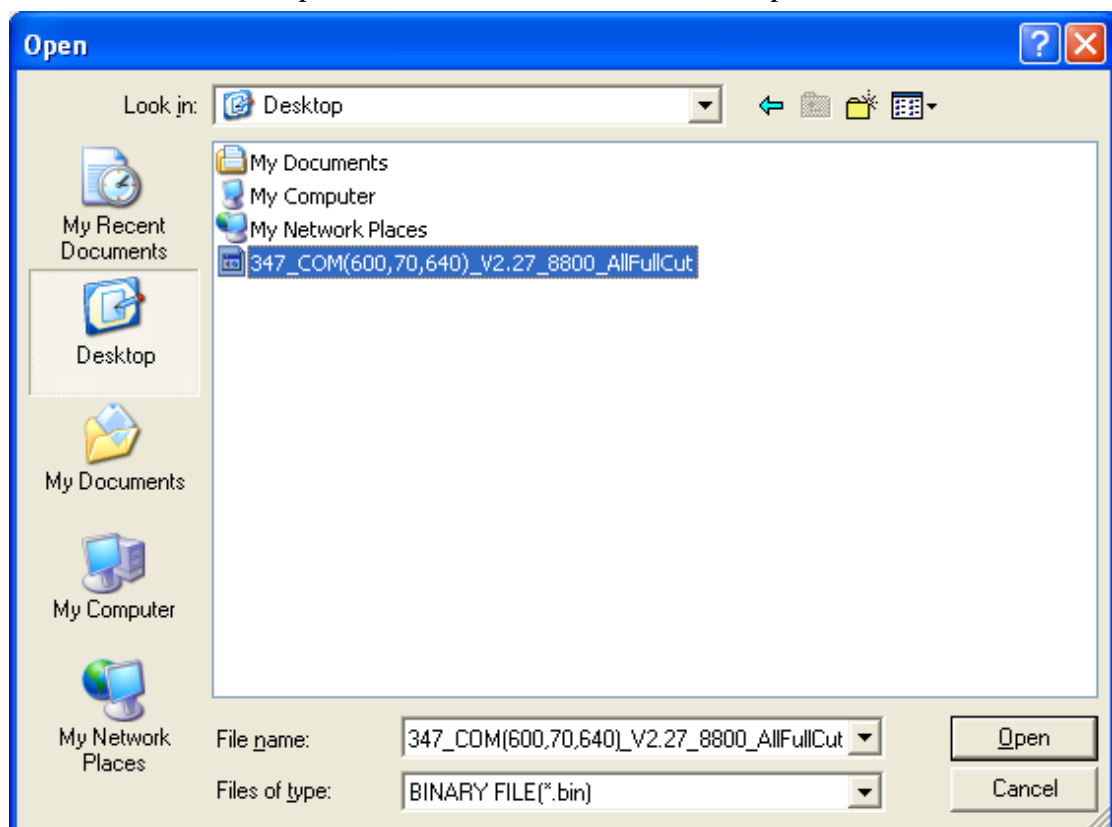 Open
Look in:
Desktop
My Documents
My Computer
My Network Places
347_COM(600,70,640)_V2.27_8800_AllFullCut
My Recent
Documents
Desktop
My Documents
My Computer
My Network
Places
File name:
347_COM(600,70,640)_V2.27_8800_AllFullCut
Open
Files of type:
BINARY FILE(*.bin)
Cancel